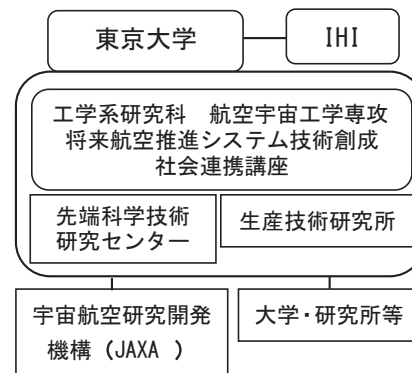 東京大学
IHI
工学系研究科　航空宇宙工学専攻
将来航空推進システム技術創成
社会連携講座
先端科学技術
研究センター
生産技術研究所
宇宙航空研究開発
機構（JAXA ）
大学・研究所等